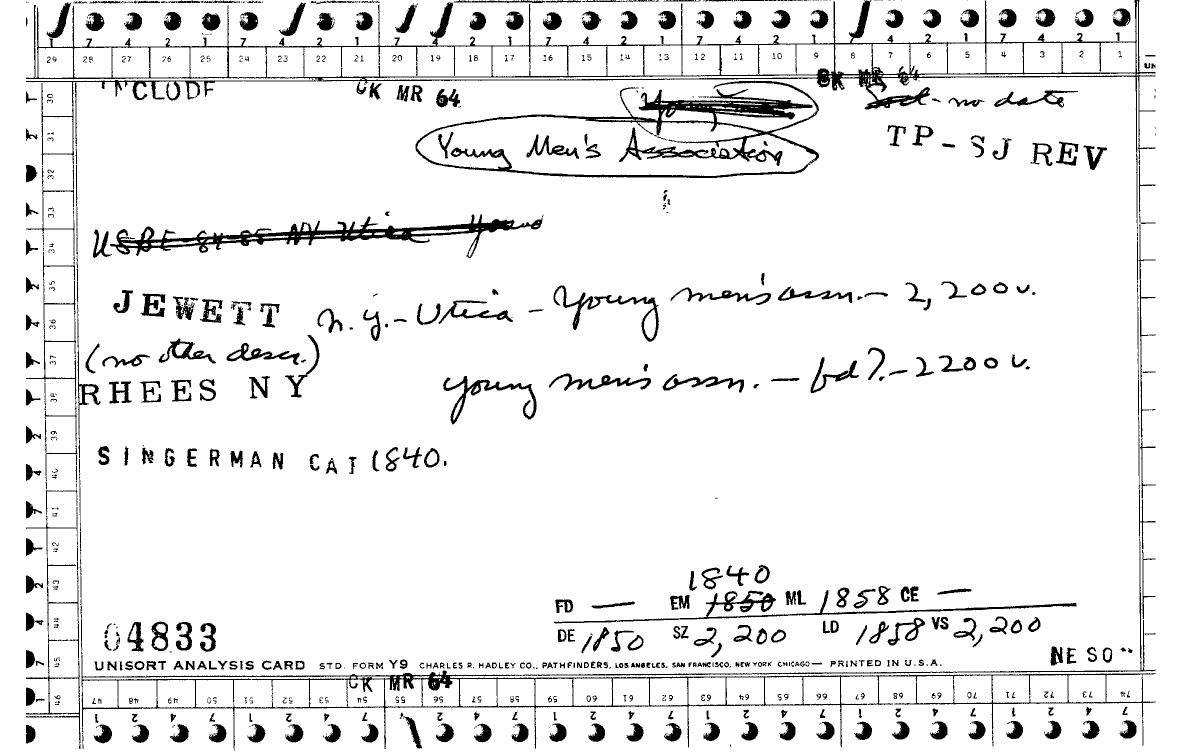 7 4 2 1 7 4 2 1 7 4 2 1 7 4 2 1 7 4 2 1 7 4 2 1 7 4 2 1
29 28 27 26 25 24 23 22 21 20 19 18 17 16 15 14 13 12 11 10 9 8 7 6 5 4 3 2 1
INCLUDE CK MR 64 CK MR 64
no date
TP-SJ REV
Young Men's Association
USBE 84-85 NY Utica Young
JEWETT N.Y. - Utica - Young men's assn. - 2,200 v.
(no other descr.)
RHEES NY Young men's assn. - fd?. - 2200 v.
SINGERMAN CAT 1840.
1840
FD — EM 1850 ML 1858 CE —
DE 1850 SZ 2,200 LD 1858 VS 2,200
04833
NESO
UNISORT ANALYSIS CARD STD. FORM Y9 CHARLES R. HADLEY CO., PATHFINDERS, LOS ANGELES, SAN FRANCISCO, NEW YORK CHICAGO — PRINTED IN U.S.A.
CK MR 64
30 31 32 33 34 35 36 37 38 39 40 41 42 43 44 45 46
47 48 49 50 51 52 53 54 55 56 57 58 59 60 61 62 63 64 65 66 67 68 69 70 71 72 73 74